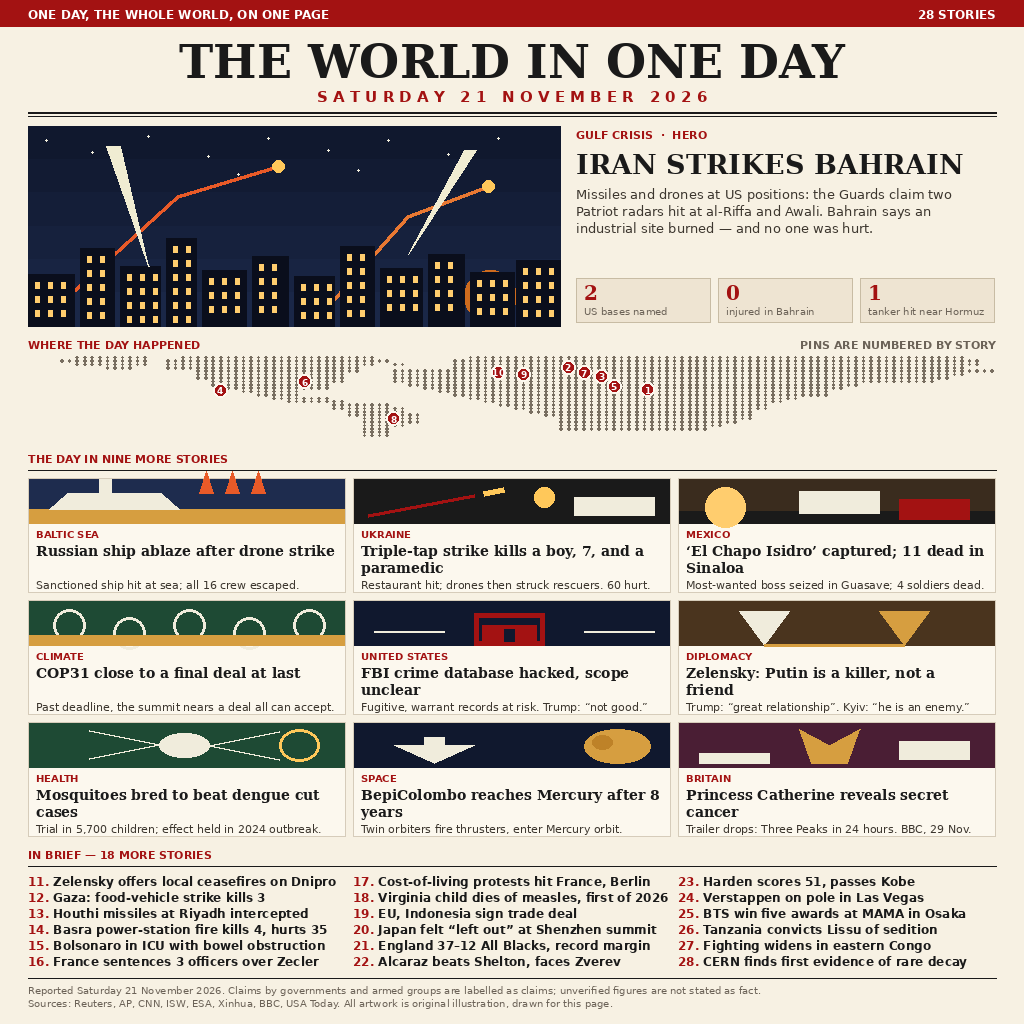 ONE DAY, THE WHOLE WORLD, ON ONE PAGE
28 STORIES
THE WORLD IN ONE DAY
SATURDAY 21 NOVEMBER 2026
GULF CRISIS · HERO
IRAN STRIKES BAHRAIN
Missiles and drones at US positions: the Guards claim two
Patriot radars hit at al-Riffa and Awali. Bahrain says an
industrial site burned — and no one was hurt.
2
US bases named
0
injured in Bahrain
1
tanker hit near Hormuz
WHERE THE DAY HAPPENED
PINS ARE NUMBERED BY STORY
4
6
8
10
9
2
7
3
5
1
THE DAY IN NINE MORE STORIES
BALTIC SEA
Russian ship ablaze after drone strike
Sanctioned ship hit at sea; all 16 crew escaped.
UKRAINE
Triple-tap strike kills a boy, 7, and a
paramedic
Restaurant hit; drones then struck rescuers. 60 hurt.
MEXICO
‘El Chapo Isidro’ captured; 11 dead in
Sinaloa
Most-wanted boss seized in Guasave; 4 soldiers dead.
CLIMATE
COP31 close to a final deal at last
Past deadline, the summit nears a deal all can accept.
UNITED STATES
FBI crime database hacked, scope
unclear
Fugitive, warrant records at risk. Trump: “not good.”
DIPLOMACY
Zelensky: Putin is a killer, not a
friend
Trump: “great relationship”. Kyiv: “he is an enemy.”
HEALTH
Mosquitoes bred to beat dengue cut
cases
Trial in 5,700 children; effect held in 2024 outbreak.
SPACE
BepiColombo reaches Mercury after 8
years
Twin orbiters fire thrusters, enter Mercury orbit.
BRITAIN
Princess Catherine reveals secret
cancer
Trailer drops: Three Peaks in 24 hours. BBC, 29 Nov.
IN BRIEF — 18 MORE STORIES
11. Zelensky offers local ceasefires on Dnipro
12. Gaza: food-vehicle strike kills 3
13. Houthi missiles at Riyadh intercepted
14. Basra power-station fire kills 4, hurts 35
15. Bolsonaro in ICU with bowel obstruction
16. France sentences 3 officers over Zecler
17. Cost-of-living protests hit France, Berlin
18. Virginia child dies of measles, first of 2026
19. EU, Indonesia sign trade deal
20. Japan felt “left out” at Shenzhen summit
21. England 37–12 All Blacks, record margin
22. Alcaraz beats Shelton, faces Zverev
23. Harden scores 51, passes Kobe
24. Verstappen on pole in Las Vegas
25. BTS win five awards at MAMA in Osaka
26. Tanzania convicts Lissu of sedition
27. Fighting widens in eastern Congo
28. CERN finds first evidence of rare decay
Reported Saturday 21 November 2026. Claims by governments and armed groups are labelled as claims; unverified figures are not stated as fact.
Sources: Reuters, AP, CNN, ISW, ESA, Xinhua, BBC, USA Today. All artwork is original illustration, drawn for this page.